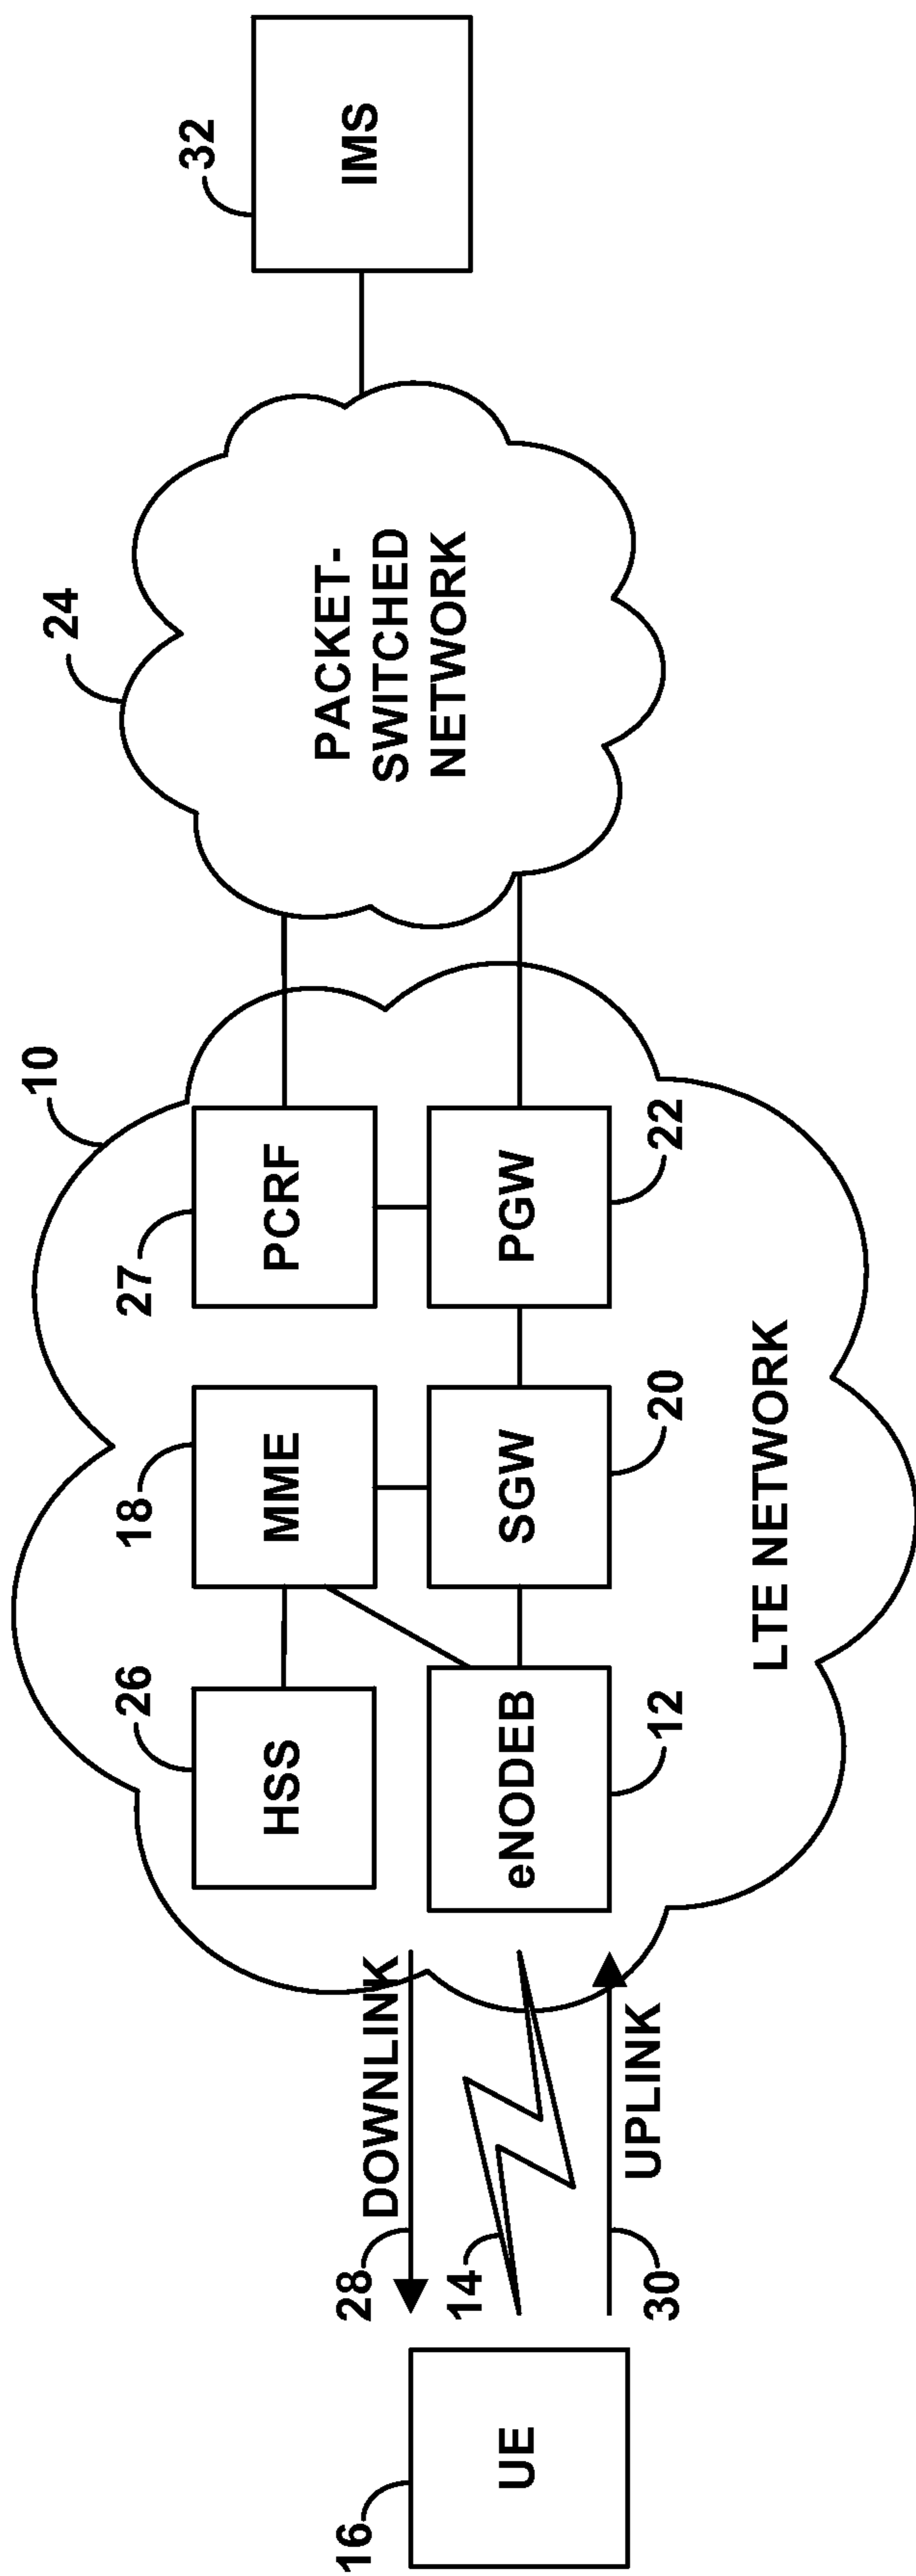 10
24
32
27
18
26
PCRF
MME
HSS
IMS
PACKET-
SWITCHED
NETWORK
28
DOWNLINK
16
UE
14
eNODEB
SGW
PGW
30
UPLINK
12
20
22
LTE NETWORK